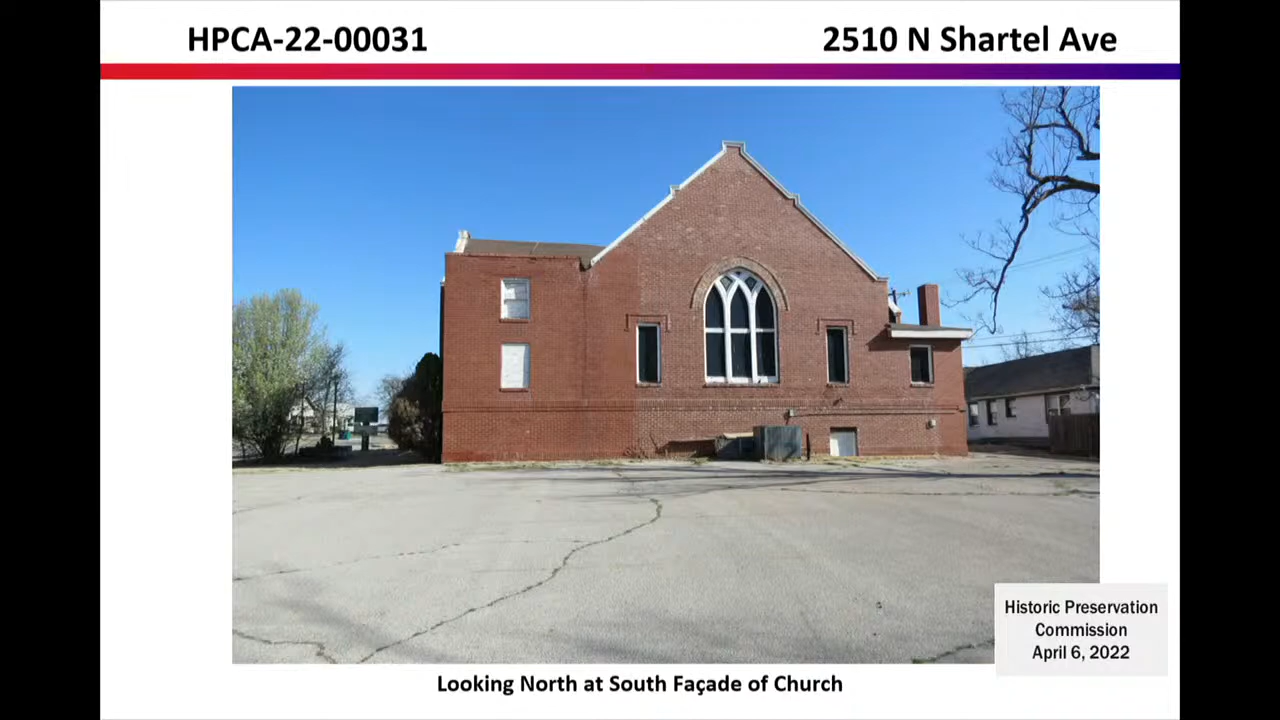 HPCA-22-00031
2510 N Shartel Ave
Historic Preservation
Commission
April 6, 2022
Looking North at South Façade of Church